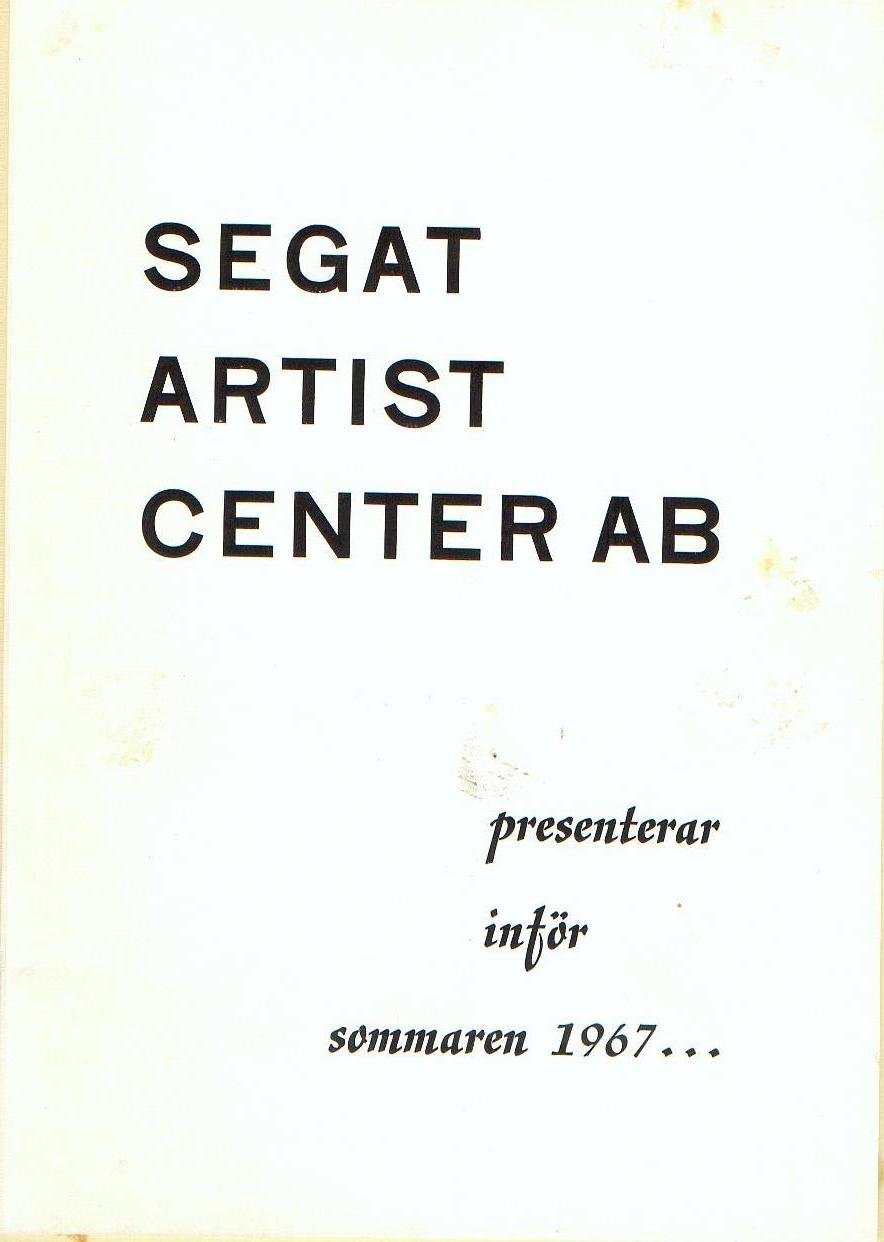 SEGAT
ARTIST
CENTER AB
presenterar
inför
sommaren 1967...